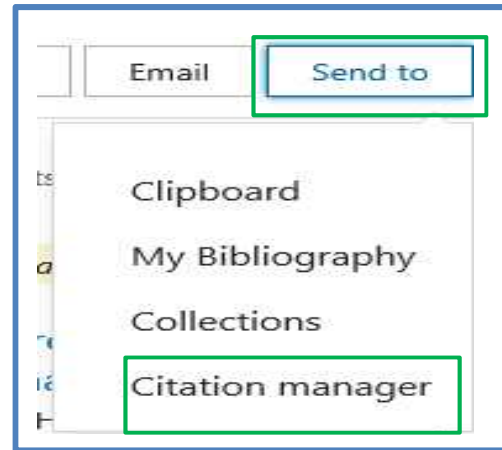 Email Send to
Clipboard
My Bibliography
Collections
Citation manager